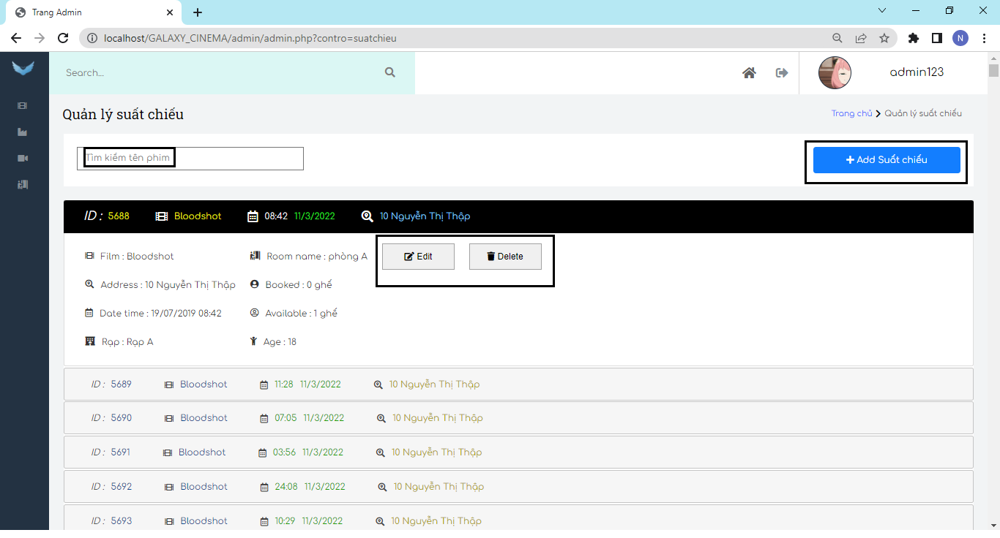 Trang Admin
localhost/GALAXY_CINEMA/admin/admin.php?contro=suatchieu
N
Search...
admin123
Quản lý suất chiếu
Trang chủ Quản lý suất chiếu
Tìm kiếm tên phim
Add Suất chiếu
ID : 5688 Bloodshot 08:42 11/3/2022 10 Nguyễn Thị Thập
Film : Bloodshot Room name : phòng A Edit Delete
Address : 10 Nguyễn Thị Thập Booked : 0 ghế
Date time : 19/07/2019 08:42 Available : 1 ghế
Rạp : Rạp A Age : 18
ID : 5689 Bloodshot 11:28 11/3/2022 10 Nguyễn Thị Thập
ID : 5690 Bloodshot 07:05 11/3/2022 10 Nguyễn Thị Thập
ID : 5691 Bloodshot 03:56 11/3/2022 10 Nguyễn Thị Thập
ID : 5692 Bloodshot 24:08 11/3/2022 10 Nguyễn Thị Thập
ID : 5693 Bloodshot 10:29 11/3/2022 10 Nguyễn Thị Thập